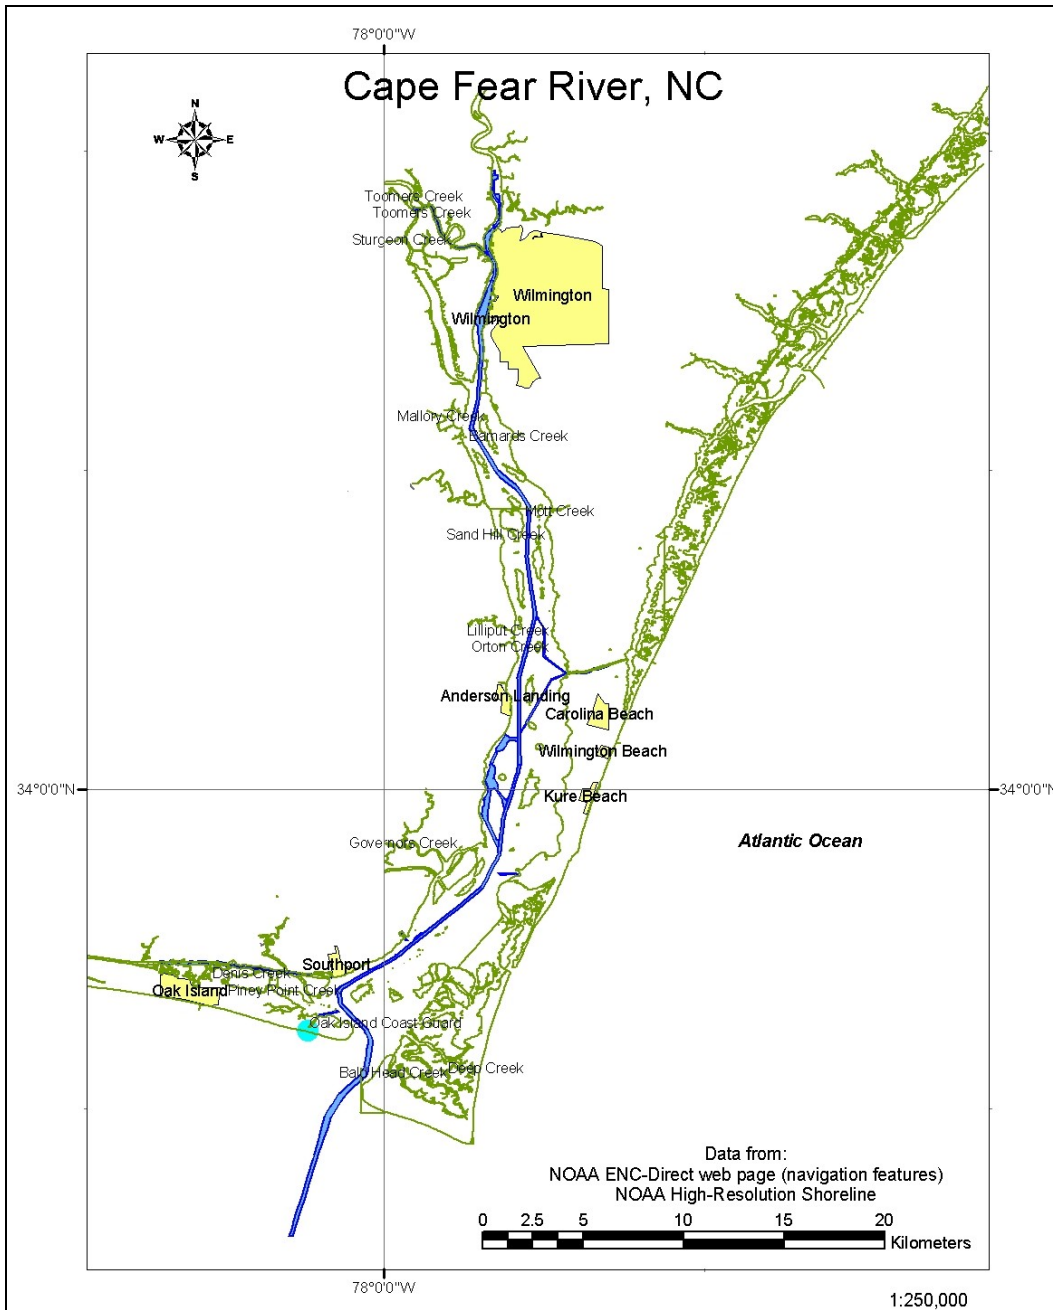 78°0'0"W
Cape Fear River, NC
N
W E
S
Toomers Creek
Toomers Creek
Sturgeon Creek
Wilmington
Wilmington
Mallory Creek
Barnards Creek
Mott Creek
Sand Hill Creek
Lilliput Creek
Orton Creek
Anderson Landing
Carolina Beach
Wilmington Beach
34°0'0"N
34°0'0"N
Kure Beach
Atlantic Ocean
Governors Creek
Southport
Denis Creek
Oak Island
Piney Point Creek
Oak Island Coast Guard
Bald Head Creek
Deep Creek
Data from:
NOAA ENC-Direct web page (navigation features)
NOAA High-Resolution Shoreline
0 2.5 5 10 15 20
Kilometers
78°0'0"W
1:250,000